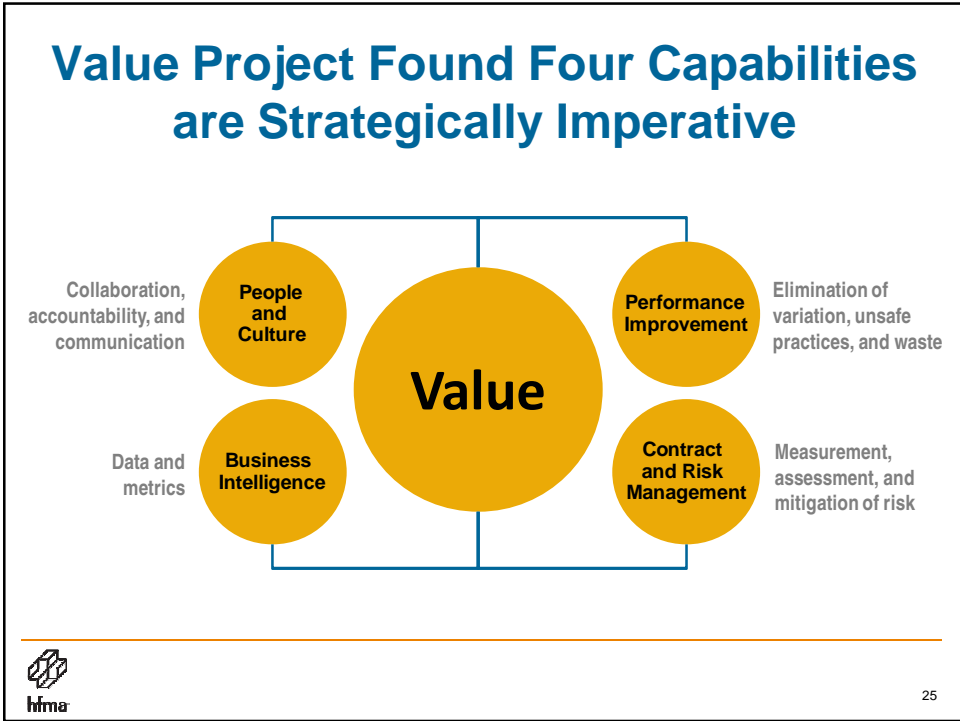 Value Project Found Four Capabilities
are Strategically Imperative
Collaboration,
accountability, and
communication
People
and
Culture
Performance
Improvement
Elimination of
variation, unsafe
practices, and waste
Value
Data and
metrics
Business
Intelligence
Contract
and Risk
Management
Measurement,
assessment, and
mitigation of risk
hfma
25